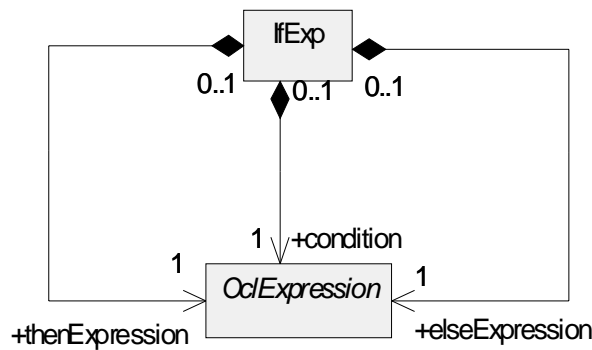 IfExp
0..1
0..1
0..1
1
+condition
1
OclExpression
1
+thenExpression
+elseExpression